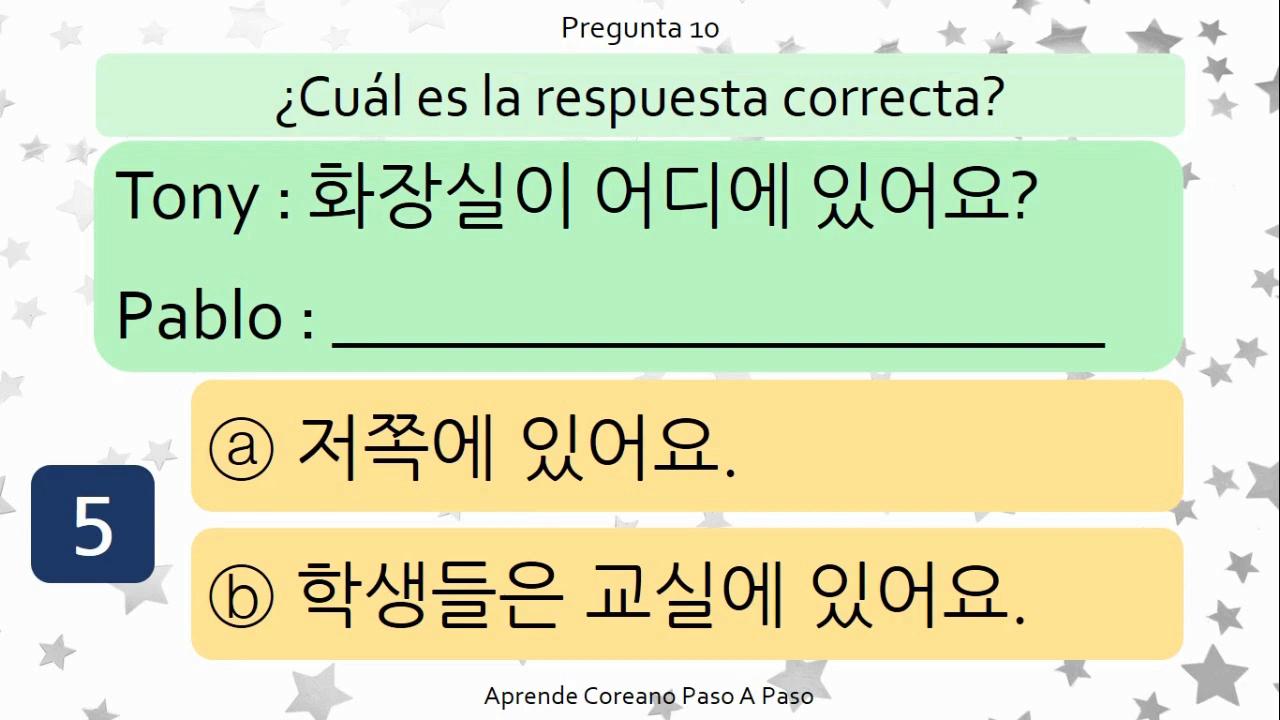 Pregunta 10
¿Cuál es la respuesta correcta?
Tony : 화장실이 어디에 있어요?
Pablo : ____________________
ⓐ 저쪽에 있어요.
5
ⓑ 학생들은 교실에 있어요.
Aprende Coreano Paso A Paso